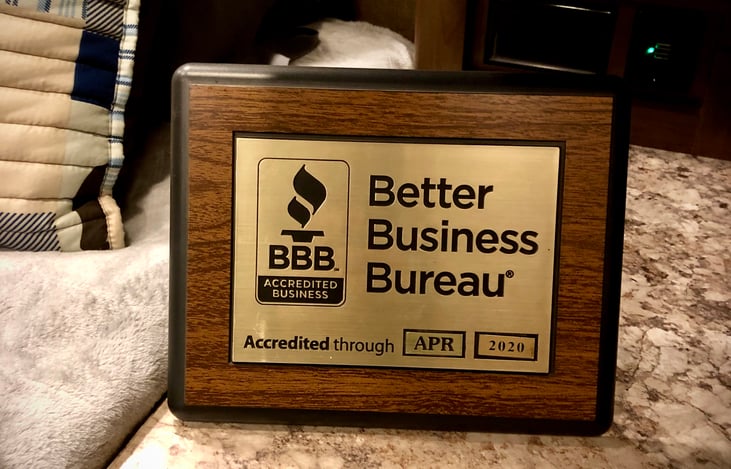 BBB
ACCREDITED
BUSINESS
Better
Business
Bureau®
Accredited through APR 2020